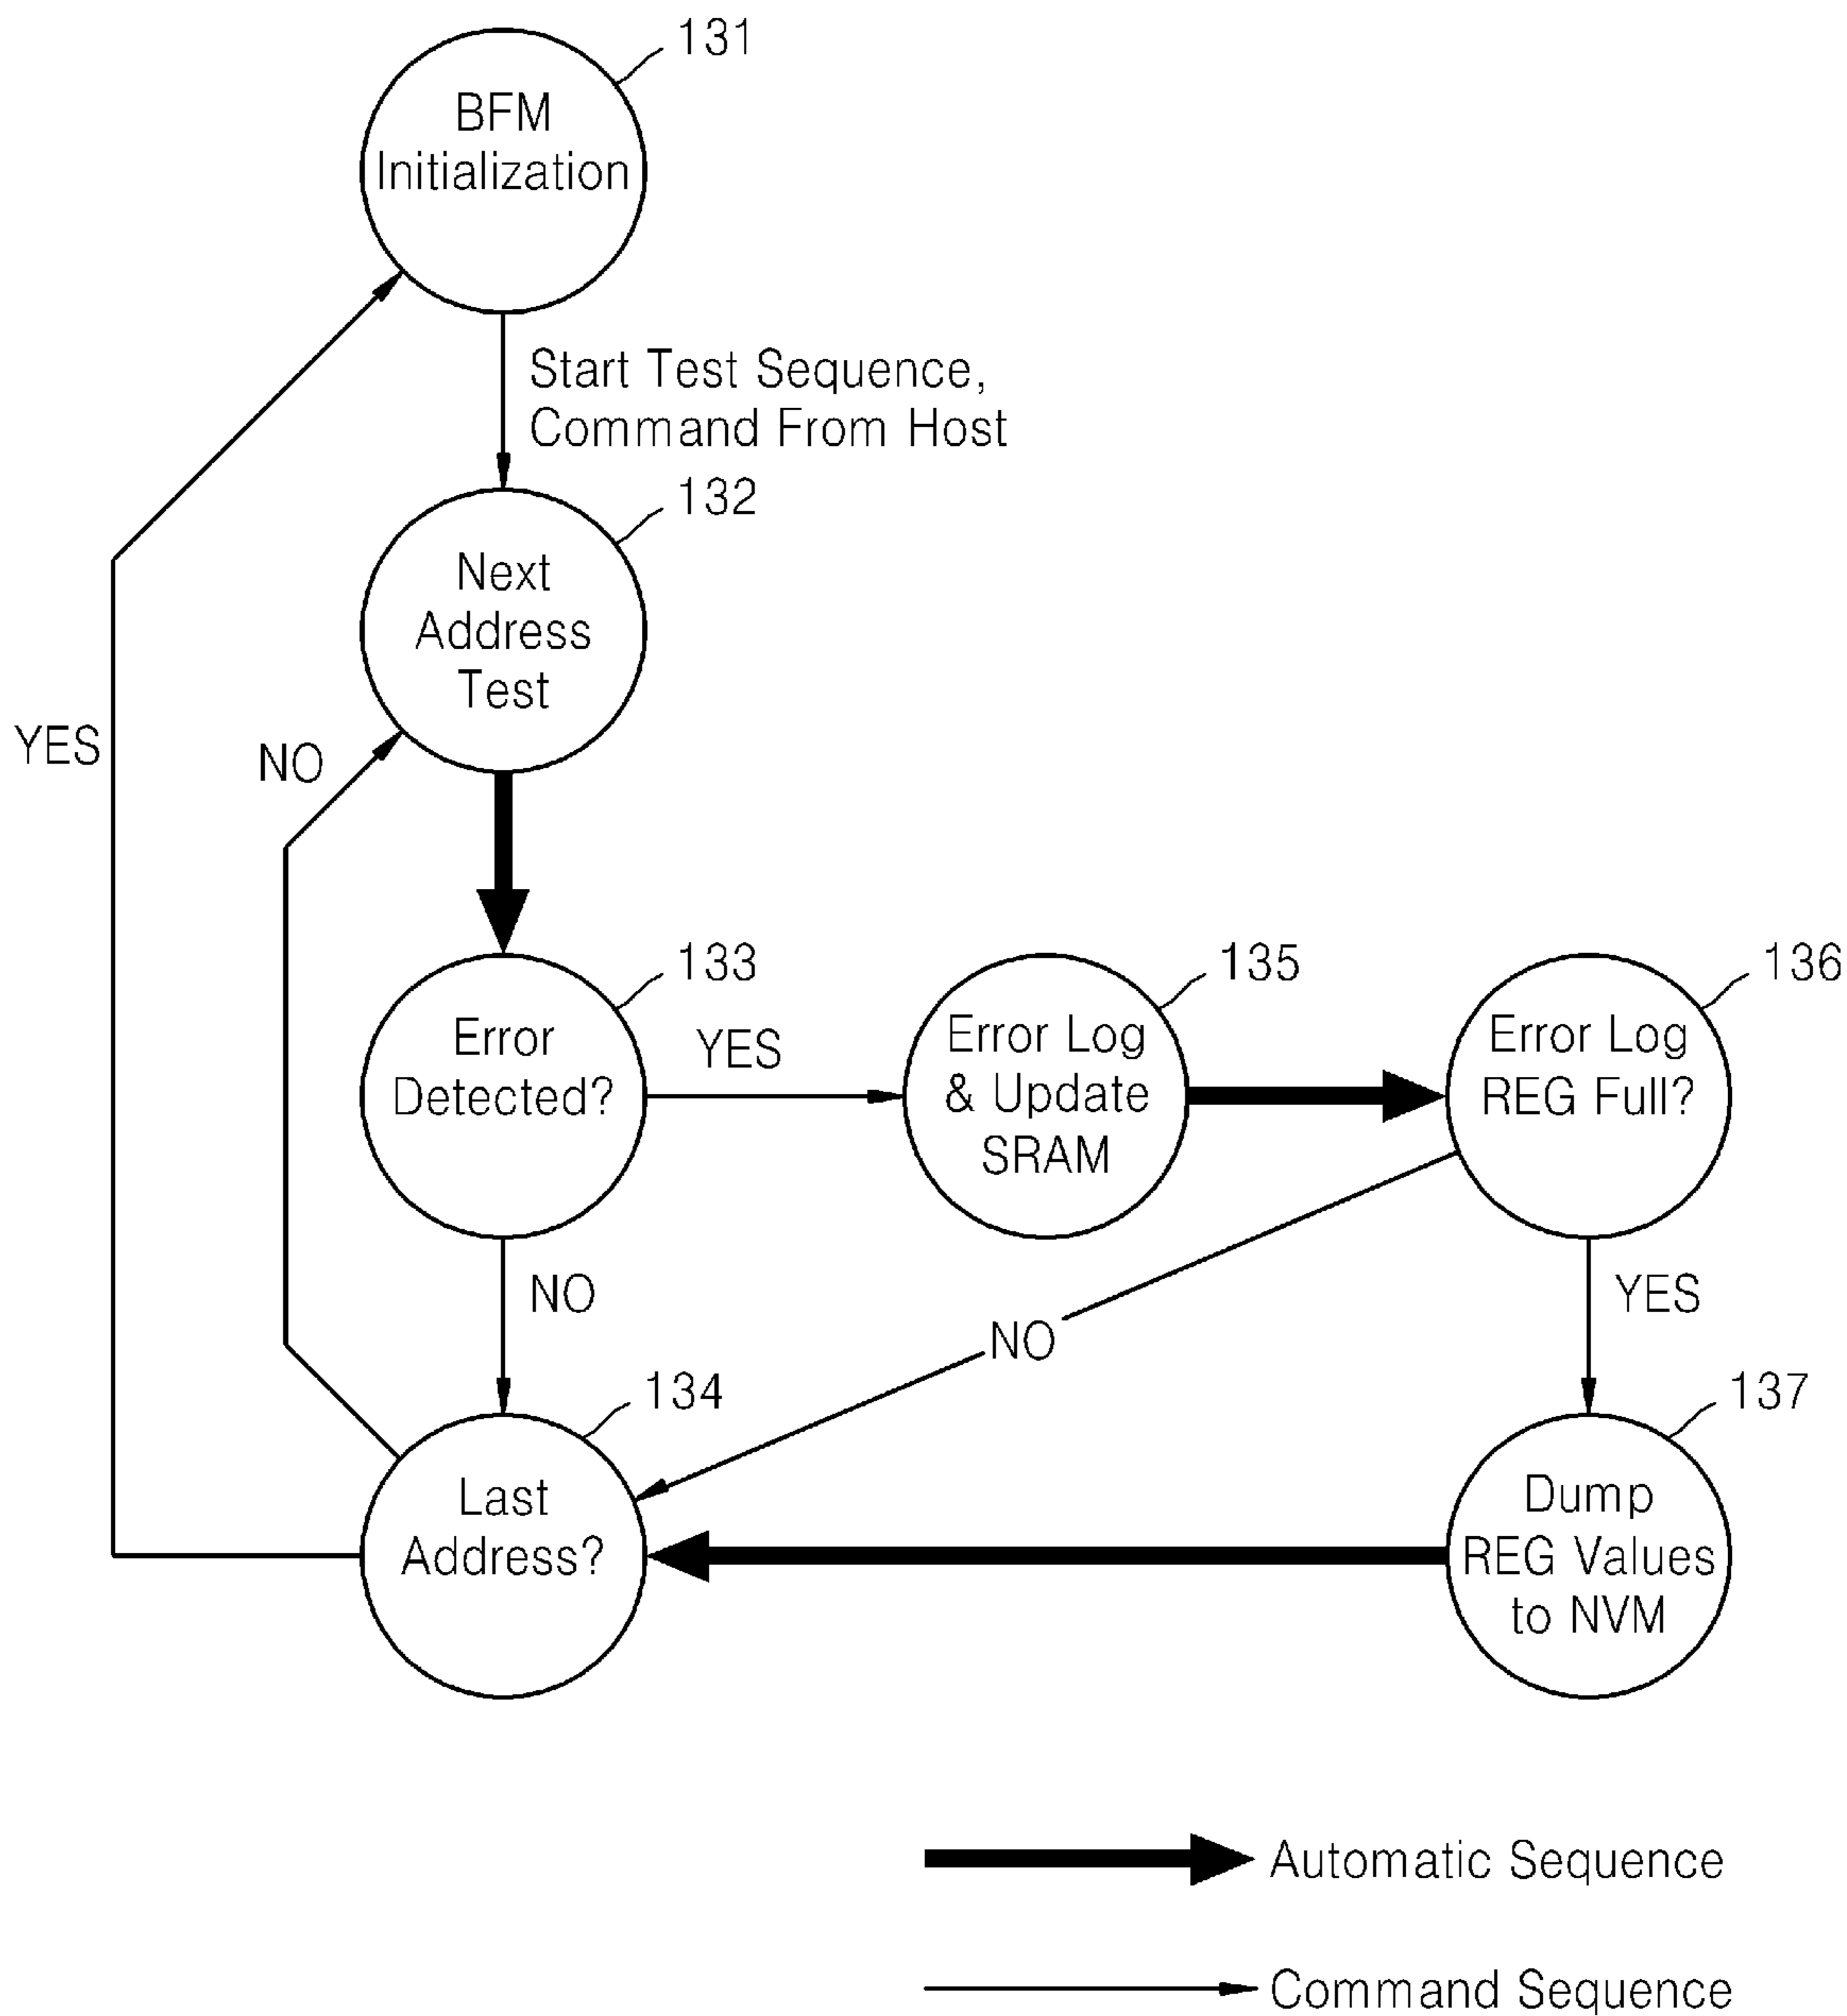 131
BFM
Initialization
Start Test Sequence,
Command From Host
132
Next
Address
Test
YES
NO
133
Error
Detected?
YES
135
Error Log
& Update
SRAM
136
Error Log
REG Full?
NO
NO
YES
134
Last
Address?
137
Dump
REG Values
to NVM
Automatic Sequence
Command Sequence